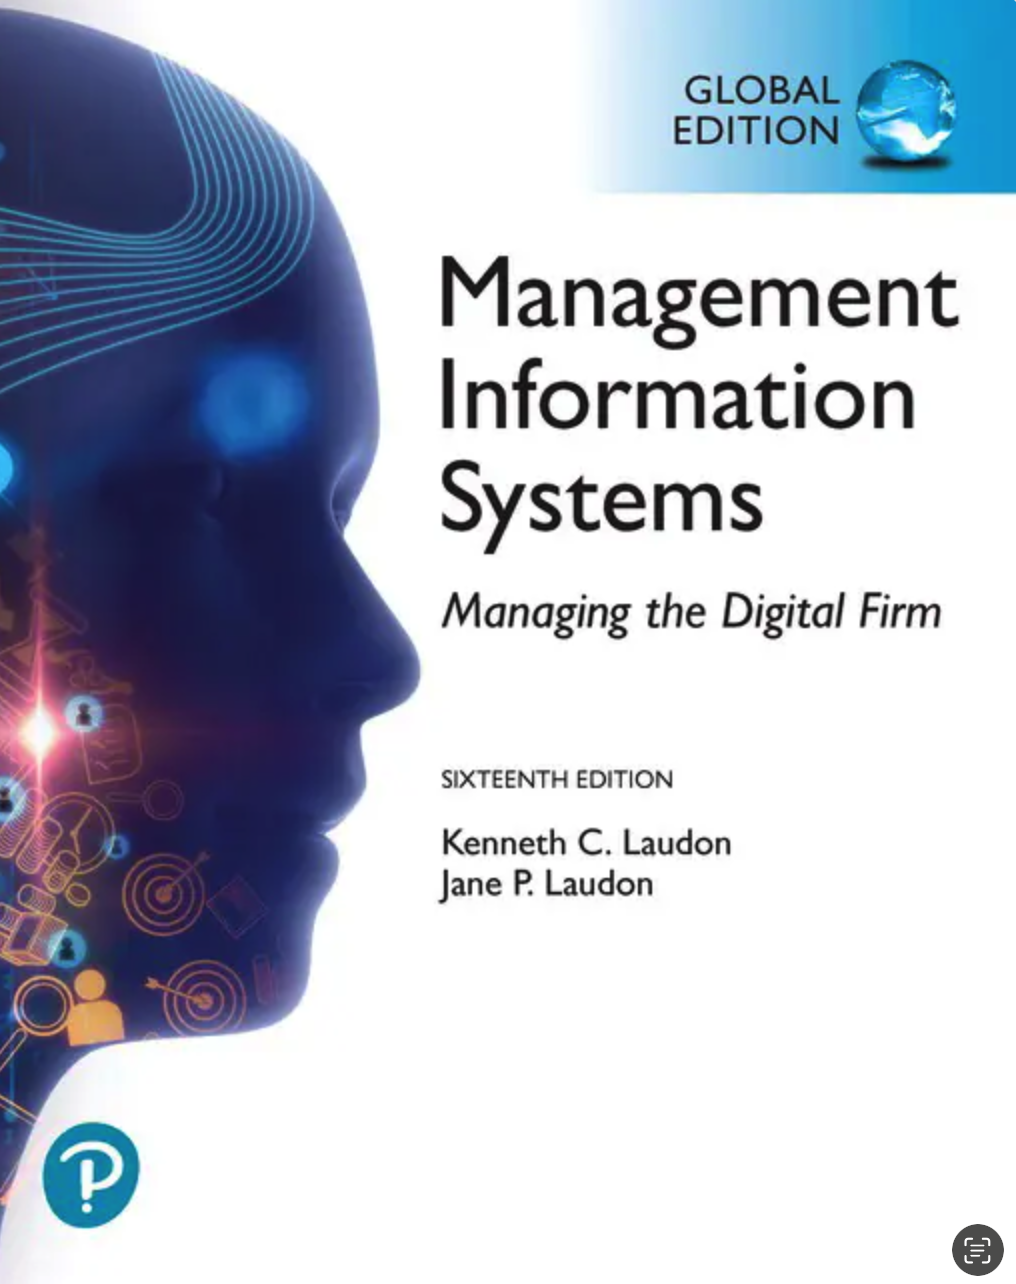 GLOBAL
EDITION
Management
Information
Systems
Managing the Digital Firm
SIXTEENTH EDITION
Kenneth C. Laudon
Jane P. Laudon
P